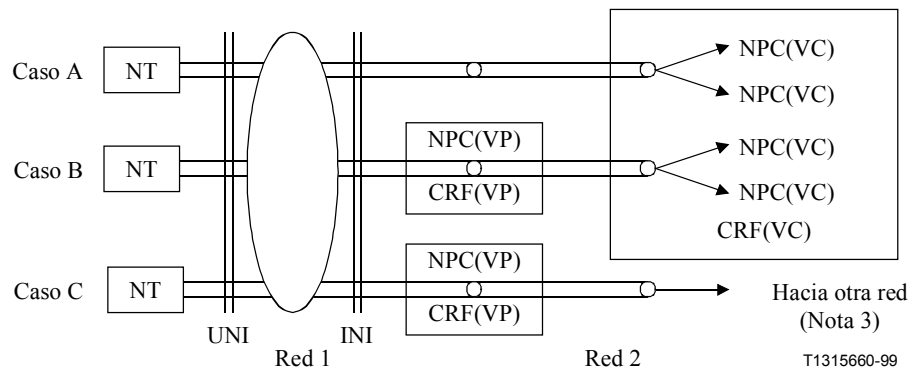 Caso A
NT
NPC(VC)
NPC(VC)
Caso B
NT
NPC(VP)
CRF(VP)
NPC(VC)
NPC(VC)
CRF(VC)
Caso C
NT
NPC(VP)
CRF(VP)
Hacia otra red
(Nota 3)
UNI
INI
Red 1
Red 2
T1315660-99